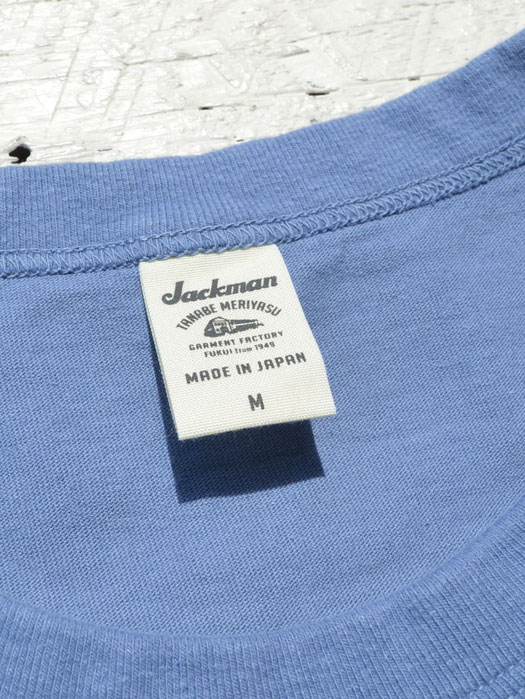 Jackman
TANABE MERIYASU
GARMENT FACTORY
FUKUI from 1949
MADE IN JAPAN
M